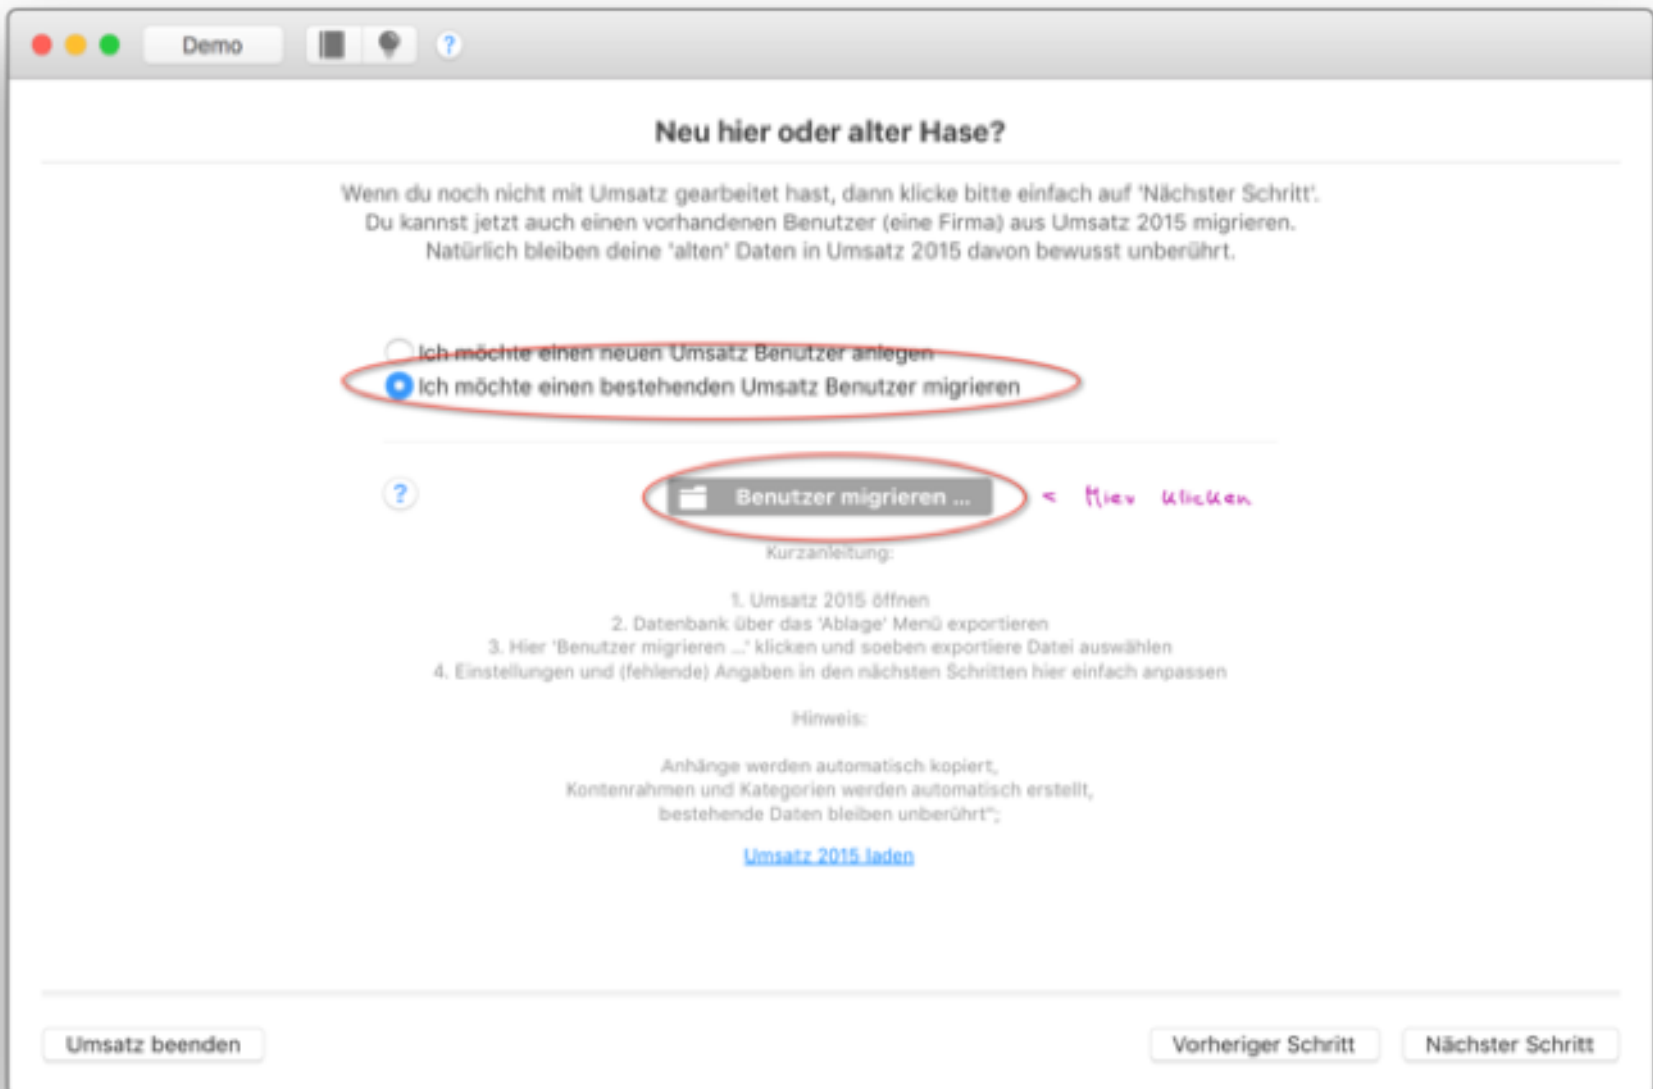 Demo ?
Neu hier oder alter Hase?
Wenn du noch nicht mit Umsatz gearbeitet hast, dann klicke bitte einfach auf 'Nächster Schritt'.
Du kannst jetzt auch einen vorhandenen Benutzer (eine Firma) aus Umsatz 2015 migrieren.
Natürlich bleiben deine 'alten' Daten in Umsatz 2015 davon bewusst unberührt.
Ich möchte einen neuen Umsatz Benutzer anlegen
Ich möchte einen bestehenden Umsatz Benutzer migrieren
? Benutzer migrieren ... < Hier klicken
Kurzanleitung:
1. Umsatz 2015 öffnen
2. Datenbank über das 'Ablage' Menü exportieren
3. Hier 'Benutzer migrieren ...' klicken und soeben exportiere Datei auswählen
4. Einstellungen und (fehlende) Angaben in den nächsten Schritten hier einfach anpassen
Hinweis:
Anhänge werden automatisch kopiert,
Kontenrahmen und Kategorien werden automatisch erstellt,
bestehende Daten bleiben unberührt";
Umsatz 2015 laden
Umsatz beenden Vorheriger Schritt Nächster Schritt